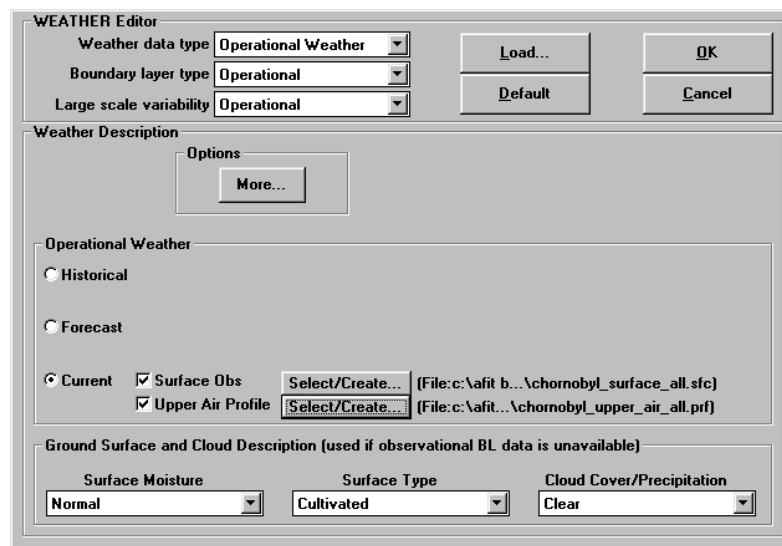 WEATHER Editor
Weather data type Operational Weather
Load...
OK
Boundary layer type Operational
Large scale variability Operational
Default
Cancel
Weather Description
Options
More...
Operational Weather
Historical
Forecast
Current Surface Obs Select/Create... (File:c:\afit b...\chornobyl_surface_all.sfc)
Upper Air Profile Select/Create... (File:c:\afit...\chornobyl_upper_air_all.prf)
Ground Surface and Cloud Description (used if observational BL data is unavailable)
Surface Moisture Surface Type Cloud Cover/Precipitation
Normal Cultivated Clear